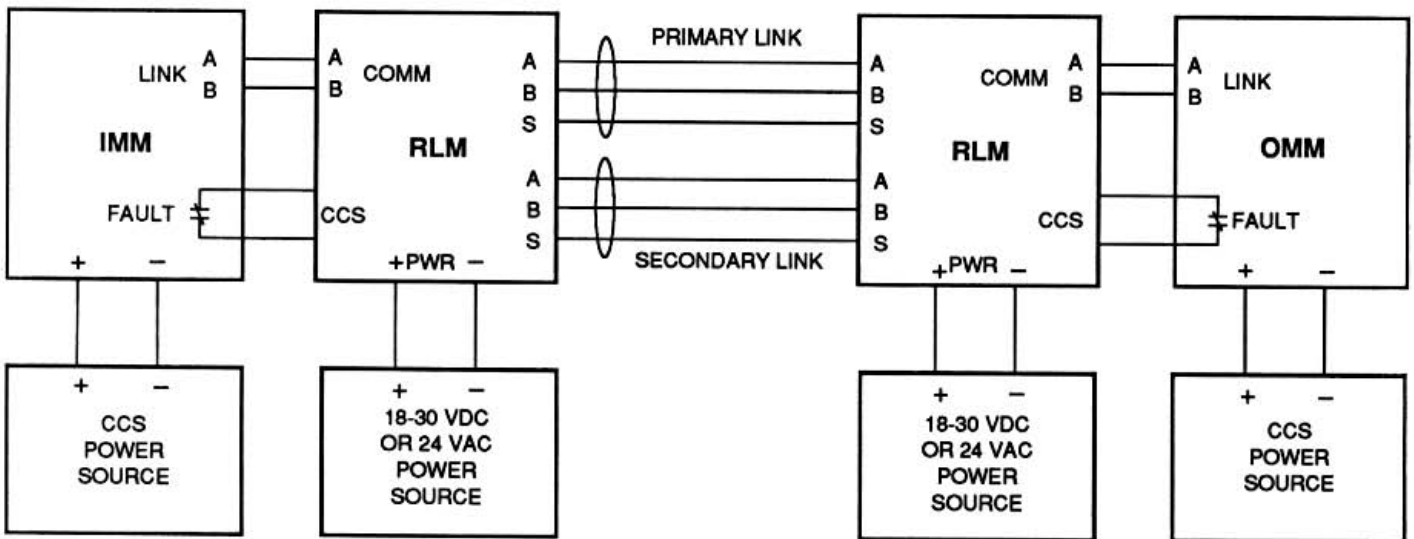 PRIMARY LINK
LINK A A COMM A A COMM A A LINK
B B B B B B
S S
IMM RLM RLM OMM
A A
FAULT CCS B B CCS FAULT
S S
SECONDARY LINK
+ − +PWR − +PWR − + −
+ − + − + − + −
CCS
POWER
SOURCE
18-30 VDC
OR 24 VAC
POWER
SOURCE
18-30 VDC
OR 24 VAC
POWER
SOURCE
CCS
POWER
SOURCE